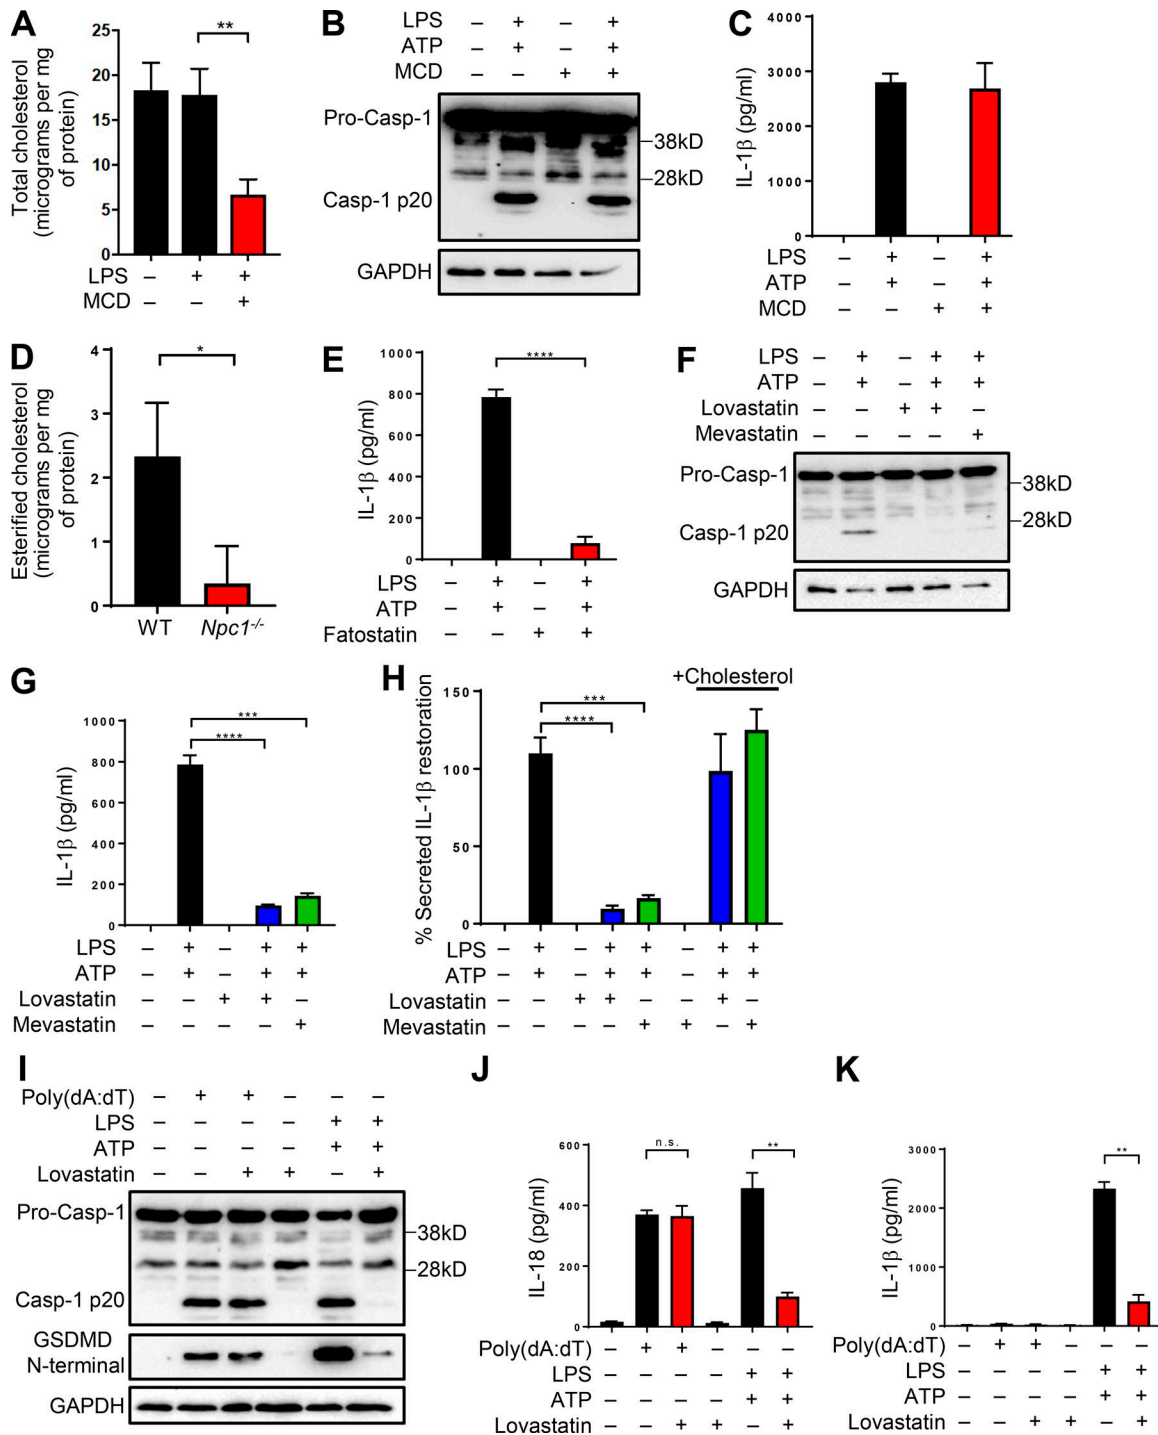 A
Total cholesterol
(micrograms per mg
of protein)
25
20
15
10
5
0
**
LPS – + +
MCD – – +
B
LPS – + – +
ATP – + – +
MCD – – + +
Pro-Casp-1
38kD
28kD
Casp-1 p20
GAPDH
C
IL-1β (pg/ml)
4000
3000
2000
1000
0
LPS – + – +
ATP – + – +
MCD – – + +
D
Esterified cholesterol
(micrograms per mg
of protein)
4
3
2
1
0
*
WT Npc1-/-
E
IL-1β (pg/ml)
1000
800
600
400
200
0
****
LPS – + – +
ATP – + – +
Fatostatin – – + +
F
LPS – + – + +
ATP – + – + +
Lovastatin – – + + –
Mevastatin – – – – +
Pro-Casp-1
38kD
28kD
Casp-1 p20
GAPDH
G
IL-1β (pg/ml)
1000
800
600
400
200
0
***
****
LPS – + – + +
ATP – + – + +
Lovastatin – – + + –
Mevastatin – – – – +
H
% Secreted IL-1β restoration
150
100
50
0
***
****
+Cholesterol
LPS – + – + + – + +
ATP – + – + + – + +
Lovastatin – – + + – – + –
Mevastatin – – – – + + – +
I
Poly(dA:dT) – + + – – –
LPS – – – – + +
ATP – – – – + +
Lovastatin – – + + – +
Pro-Casp-1
38kD
28kD
Casp-1 p20
GSDMD
N-terminal
GAPDH
J
IL-18 (pg/ml)
600
400
200
0
n.s.
**
Poly(dA:dT) – + + – – –
LPS – – – – + +
ATP – – – – + +
Lovastatin – – + + – +
K
IL-1β (pg/ml)
3000
2000
1000
0
**
Poly(dA:dT) – + + – – –
LPS – – – – + +
ATP – – – – + +
Lovastatin – – + + – +